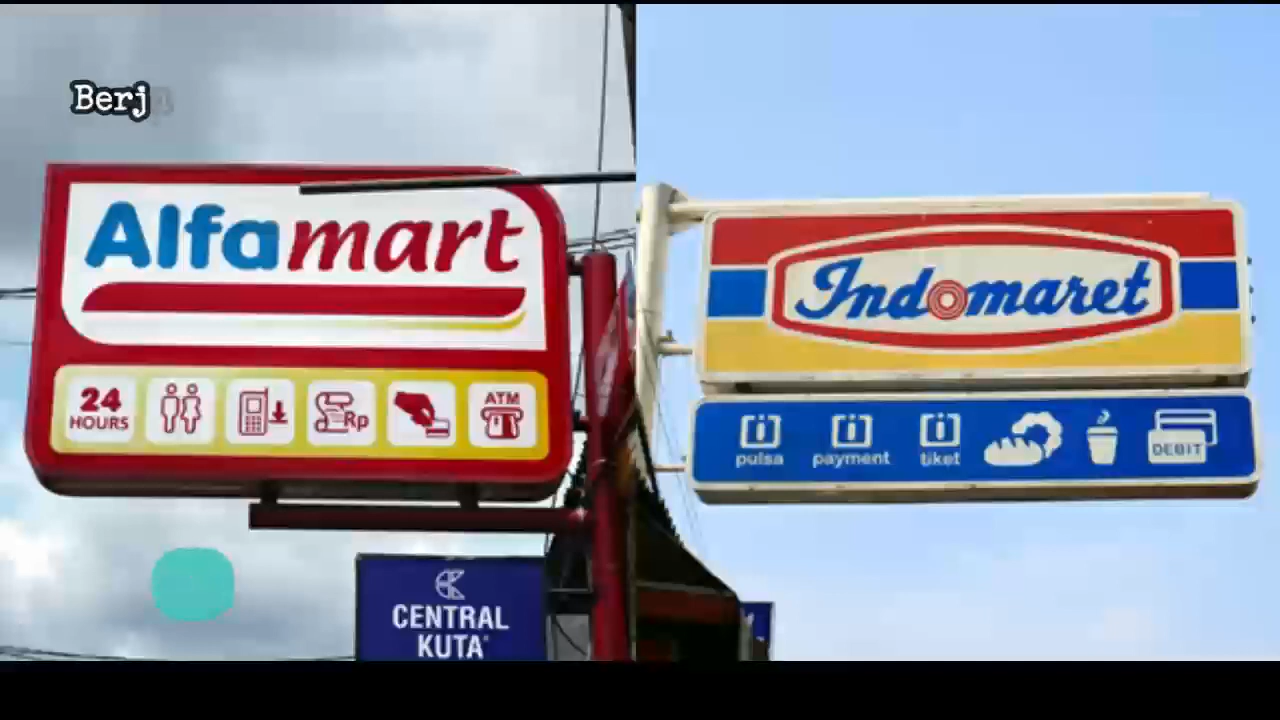 Berj
Alfamart
24
HOURS
Rp
ATM
CENTRAL
KUTA
Indomaret
pulsa
payment
tiket
DEBIT